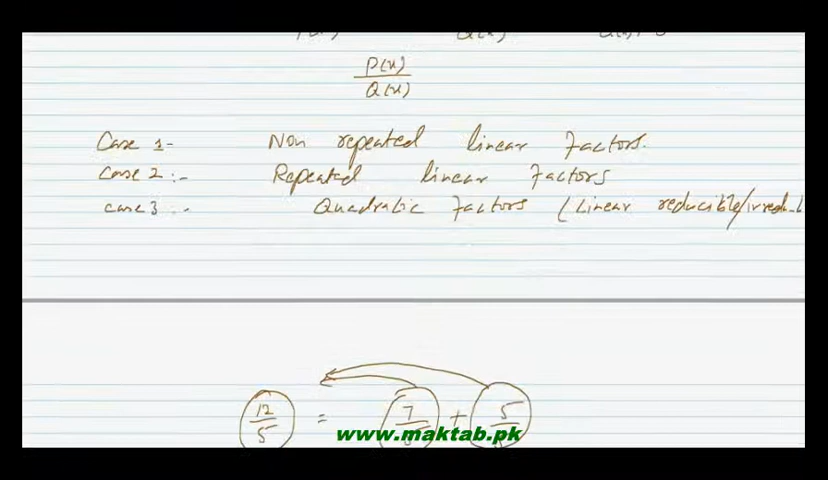 P(x)
Q(x)
Case 1-
Non repeated linear Factors.
Case 2:-
Repeated linear Factors
case 3:-
Quadratic Factors (Linear reducible/
12/5 = 7 + 5
www.maktab.pk